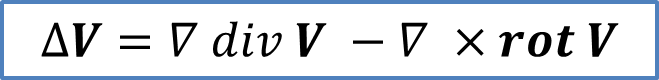 Δ𝑽 = ∇ div 𝑽 − ∇ × rot 𝑽